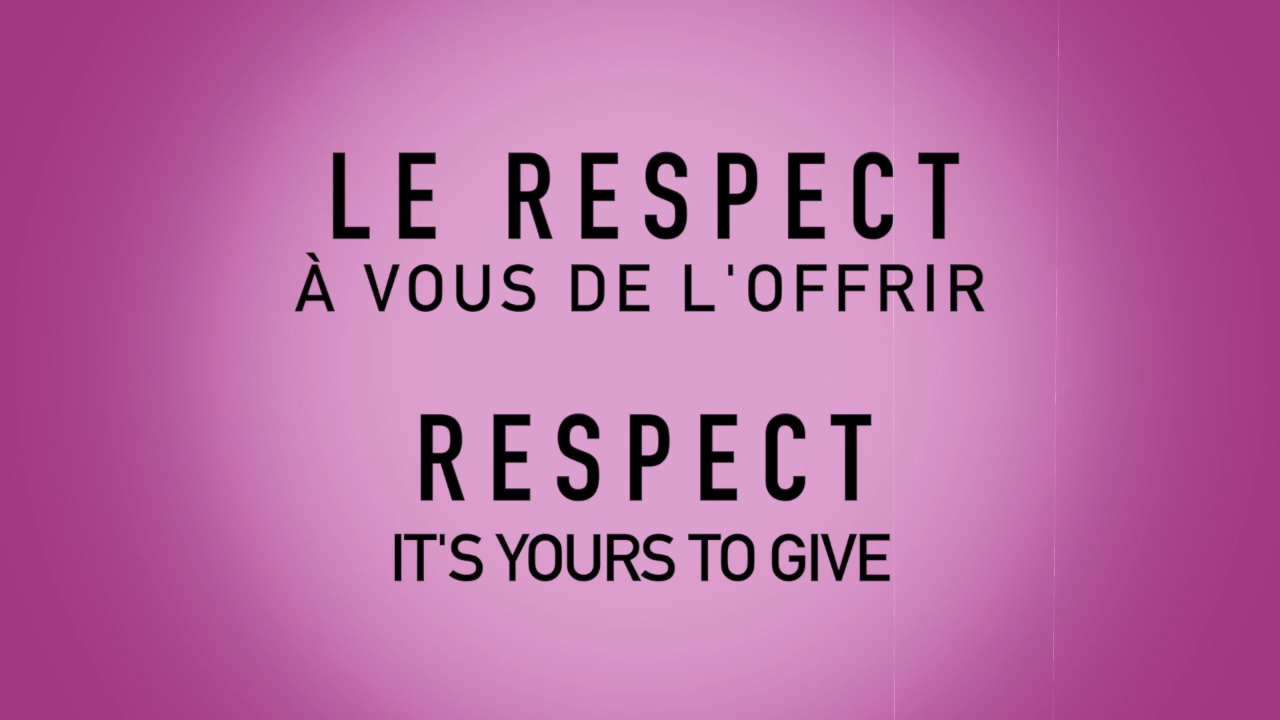 LE RESPECT
À VOUS DE L'OFFRIR
RESPECT
IT'S YOURS TO GIVE